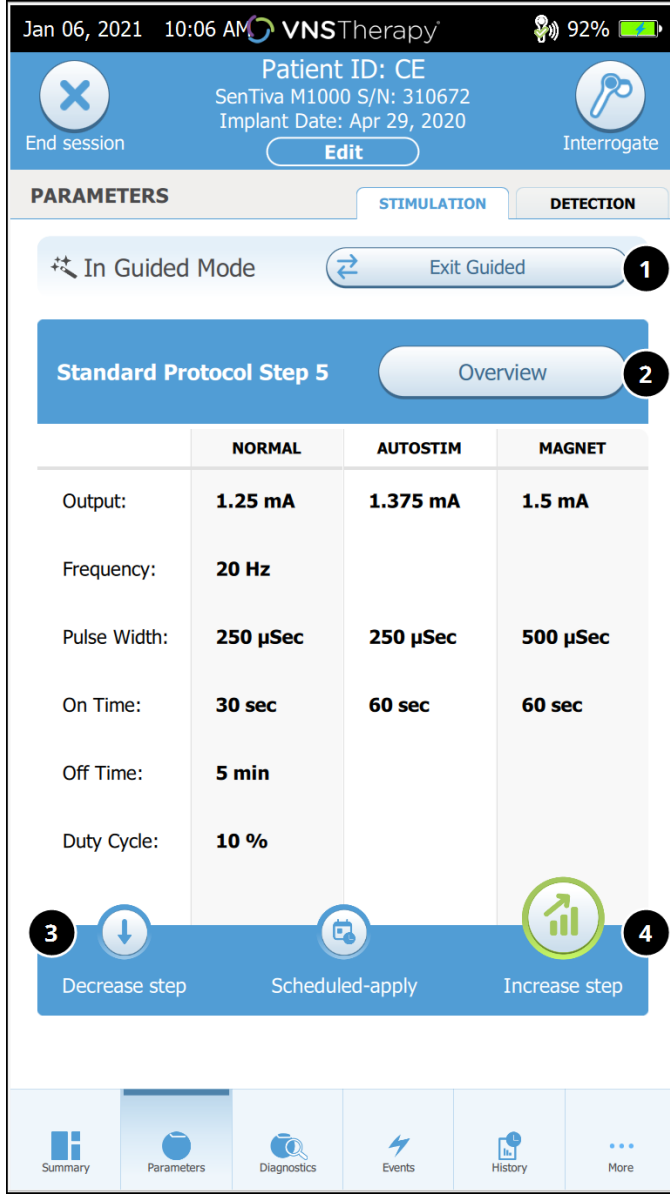 Jan 06, 2021 10:06 AM VNSTherapy 92%
Patient ID: CE
SenTiva M1000 S/N: 310672
Implant Date: Apr 29, 2020
End session Edit Interrogate
PARAMETERS STIMULATION DETECTION
In Guided Mode Exit Guided 1
Standard Protocol Step 5 Overview 2
NORMAL AUTOSTIM MAGNET
Output: 1.25 mA 1.375 mA 1.5 mA
Frequency: 20 Hz
Pulse Width: 250 µSec 250 µSec 500 µSec
On Time: 30 sec 60 sec 60 sec
Off Time: 5 min
Duty Cycle: 10 %
3 4
Decrease step Scheduled-apply Increase step
Summary Parameters Diagnostics Events History More